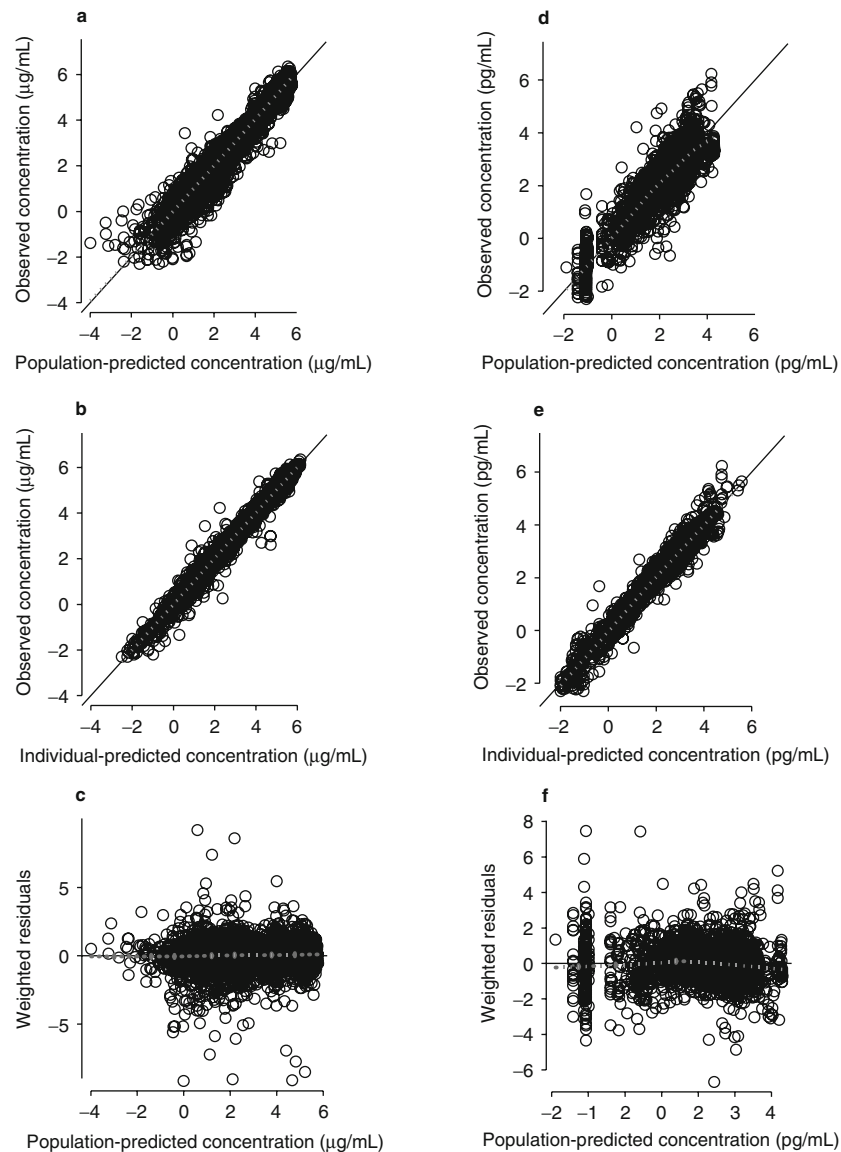 a
Observed concentration (μg/mL)
6
4
2
0
−2
−4
−4 −2 0 2 4 6
Population-predicted concentration (μg/mL)
b
Observed concentration (μg/mL)
6
4
2
0
−2
−4
−4 −2 0 2 4 6
Individual-predicted concentration (μg/mL)
c
Weighted residuals
5
0
−5
−4 −2 0 2 4 6
Population-predicted concentration (μg/mL)
d
Observed concentration (pg/mL)
6
4
2
0
−2
−2 0 2 4 6
Population-predicted concentration (pg/mL)
e
Observed concentration (pg/mL)
6
4
2
0
−2
−2 0 2 4 6
Individual-predicted concentration (pg/mL)
f
Weighted residuals
8
6
4
2
0
−2
−4
−6
−2 −1 2 0 2 3 4
Population-predicted concentration (pg/mL)